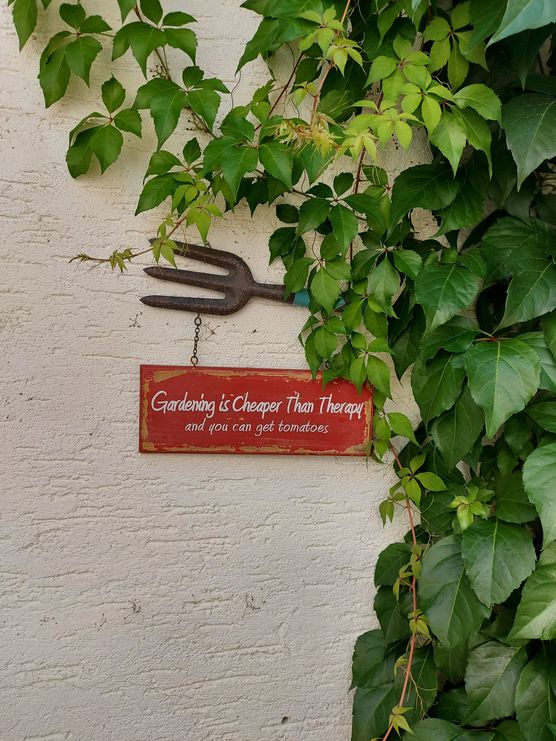 Gardening is Cheaper Than Therapy
and you can get tomatoes